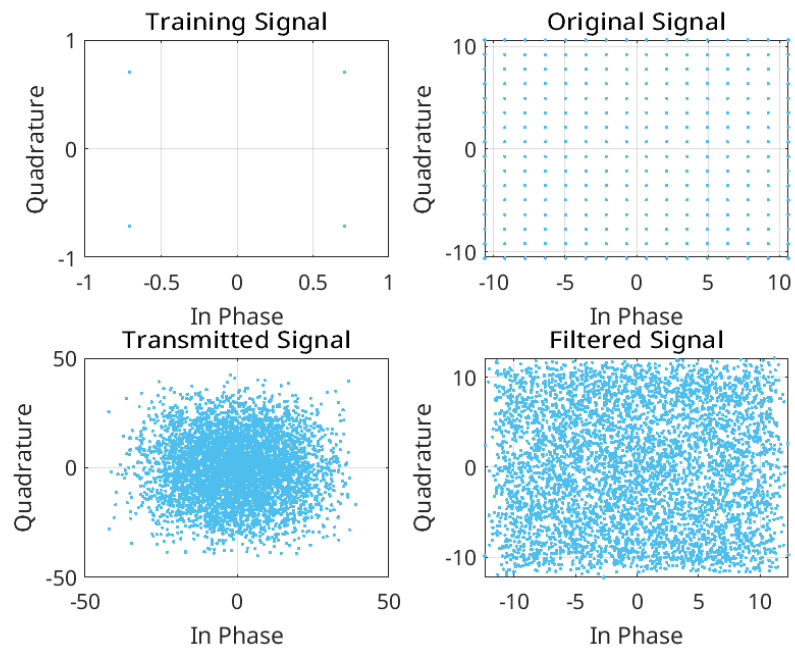 Training Signal
1
0
-1
Quadrature
-1 -0.5 0 0.5 1
In Phase
Original Signal
10
0
-10
Quadrature
-10 -5 0 5 10
In Phase
Transmitted Signal
50
0
-50
Quadrature
-50 0 50
In Phase
Filtered Signal
10
0
-10
Quadrature
-10 -5 0 5 10
In Phase